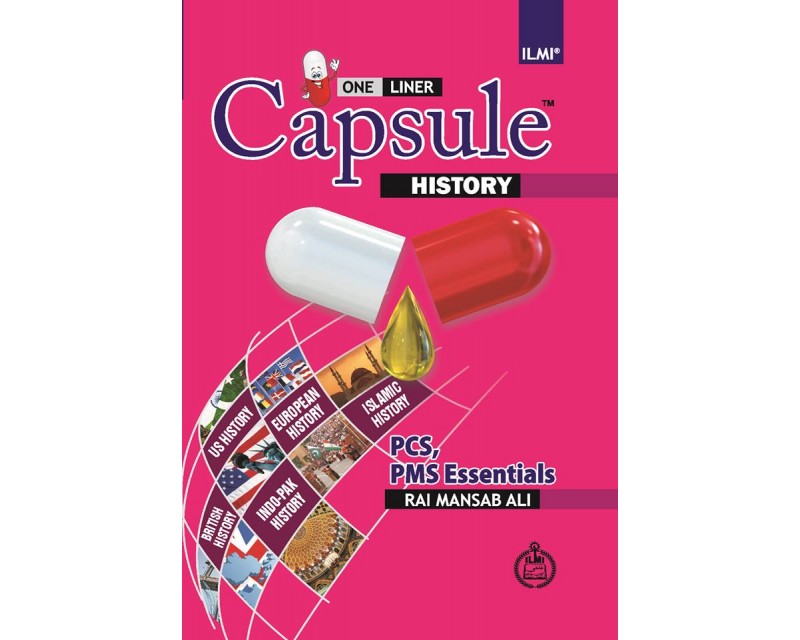 ILMI®
ONE LINER
Capsule™
HISTORY
US HISTORY
EUROPEAN
HISTORY
ISLAMIC
HISTORY
BRITISH
HISTORY
INDO-PAK
HISTORY
PCS,
PMS Essentials
RAI MANSAB ALI
ILMI